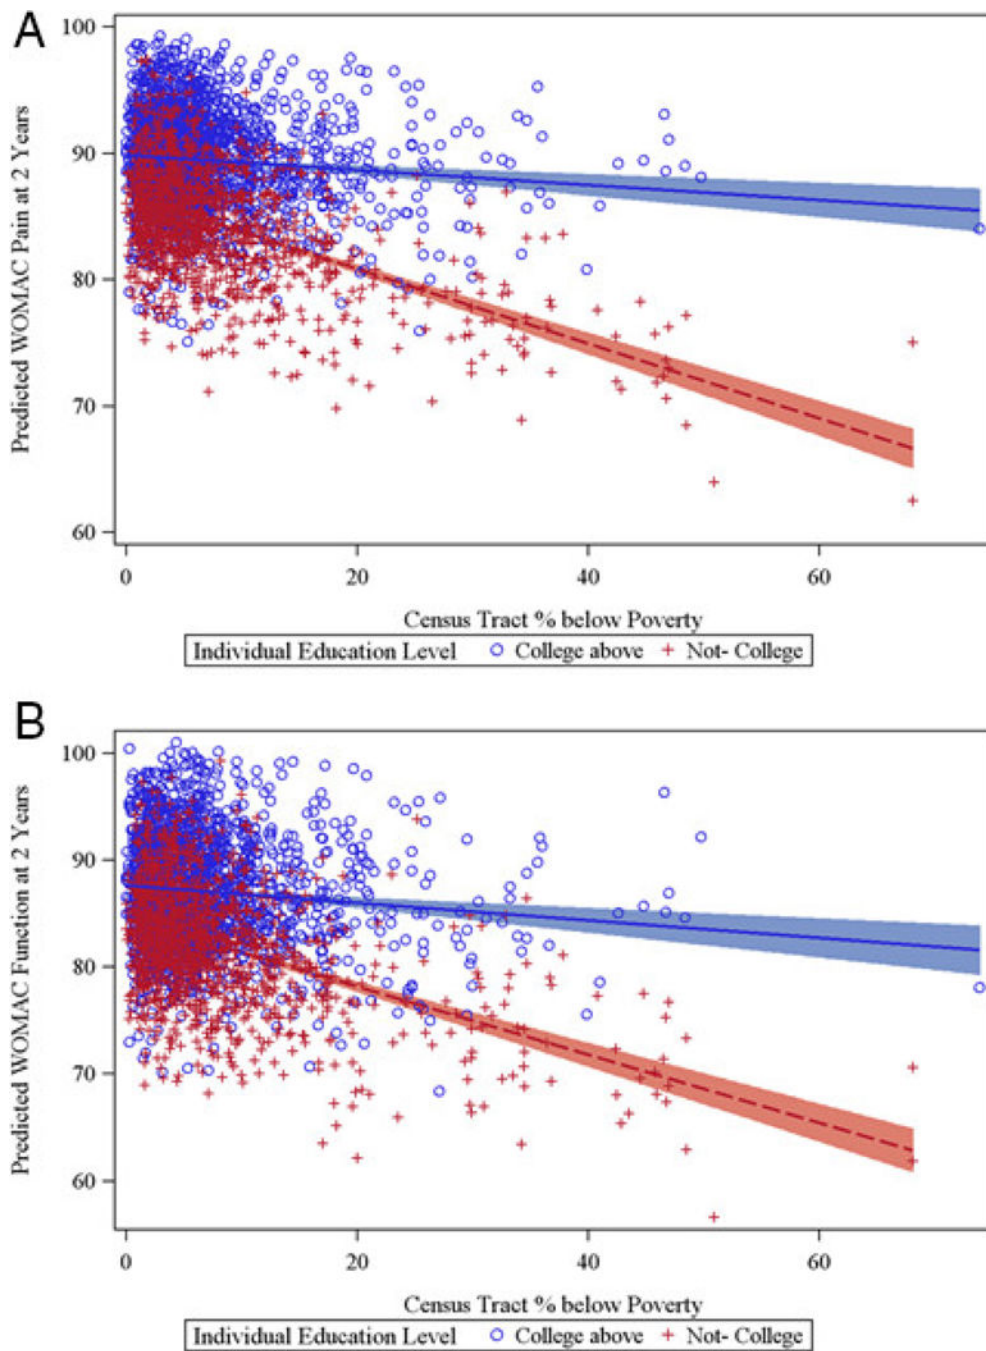 A
100
90
80
70
60
Predicted WOMAC Pain at 2 Years
0 20 40 60
Census Tract % below Poverty
Individual Education Level College above Not- College
B
100
90
80
70
60
Predicted WOMAC Function at 2 Years
0 20 40 60
Census Tract % below Poverty
Individual Education Level College above Not- College